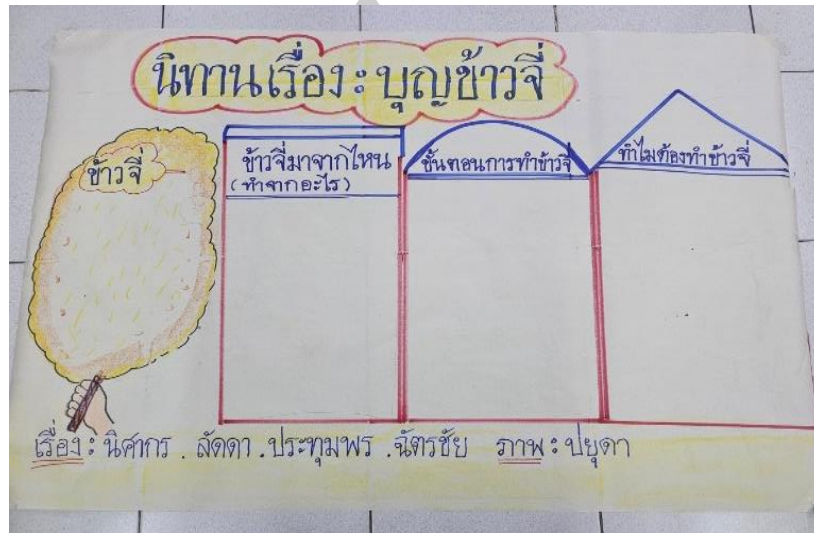 นิทานเรื่อง : บุญข้าวจี่
ข้าวจี่
ข้าวจี่มาจากไหน
(ทำจากอะไร)
ขั้นตอนการทำข้าวจี่
ทำไมต้องทำข้าวจี่
เรื่อง : นิศากร . ลัดดา . ประทุมพร . ฉัตรชัย ภาพ : ปยุดา